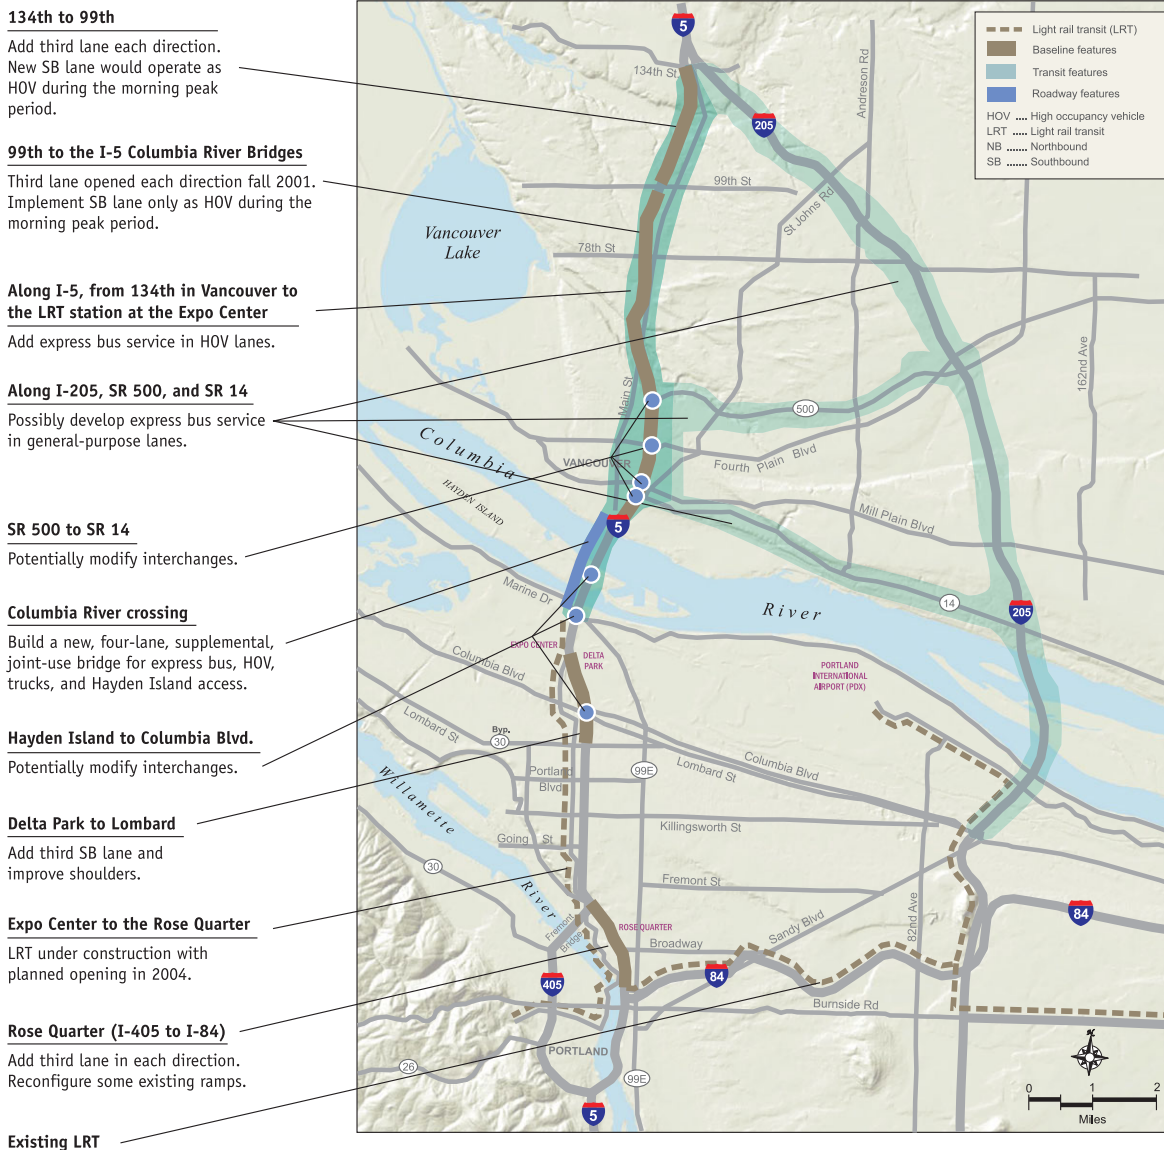 134th to 99th
Add third lane each direction.
New SB lane would operate as
HOV during the morning peak
period.
99th to the I-5 Columbia River Bridges
Third lane opened each direction fall 2001.
Implement SB lane only as HOV during the
morning peak period.
Along I-5, from 134th in Vancouver to
the LRT station at the Expo Center
Add express bus service in HOV lanes.
Along I-205, SR 500, and SR 14
Possibly develop express bus service
in general-purpose lanes.
SR 500 to SR 14
Potentially modify interchanges.
Columbia River crossing
Build a new, four-lane, supplemental,
joint-use bridge for express bus, HOV,
trucks, and Hayden Island access.
Hayden Island to Columbia Blvd.
Potentially modify interchanges.
Delta Park to Lombard
Add third SB lane and
improve shoulders.
Expo Center to the Rose Quarter
LRT under construction with
planned opening in 2004.
Rose Quarter (I-405 to I-84)
Add third lane in each direction.
Reconfigure some existing ramps.
Existing LRT
Light rail transit (LRT)
Baseline features
Transit features
Roadway features
HOV .... High occupancy vehicle
LRT ..... Light rail transit
NB ...... Northbound
SB ...... Southbound
5
134th St
205
Andreson Rd
99th St
St Johns Rd
Vancouver
Lake
78th St
162nd Ave
Main St
500
Columbia
VANCOUVER
Fourth Plain Blvd
HAYDEN ISLAND
Mill Plain Blvd
5
Marine Dr
River
14
205
EXPO CENTER
DELTA
PARK
PORTLAND
INTERNATIONAL
AIRPORT (PDX)
Columbia Blvd
Lombard St
Byp.
30
99E
Lombard St
Columbia Blvd
Portland
Blvd
Willamette
River
Killingsworth St
Going St
30
Fremont St
82nd Ave
Sandy Blvd
84
Fremont
Bridge
ROSE QUARTER
Broadway
405
84
Burnside Rd
PORTLAND
26
99E
5
N
0 1 2
Miles